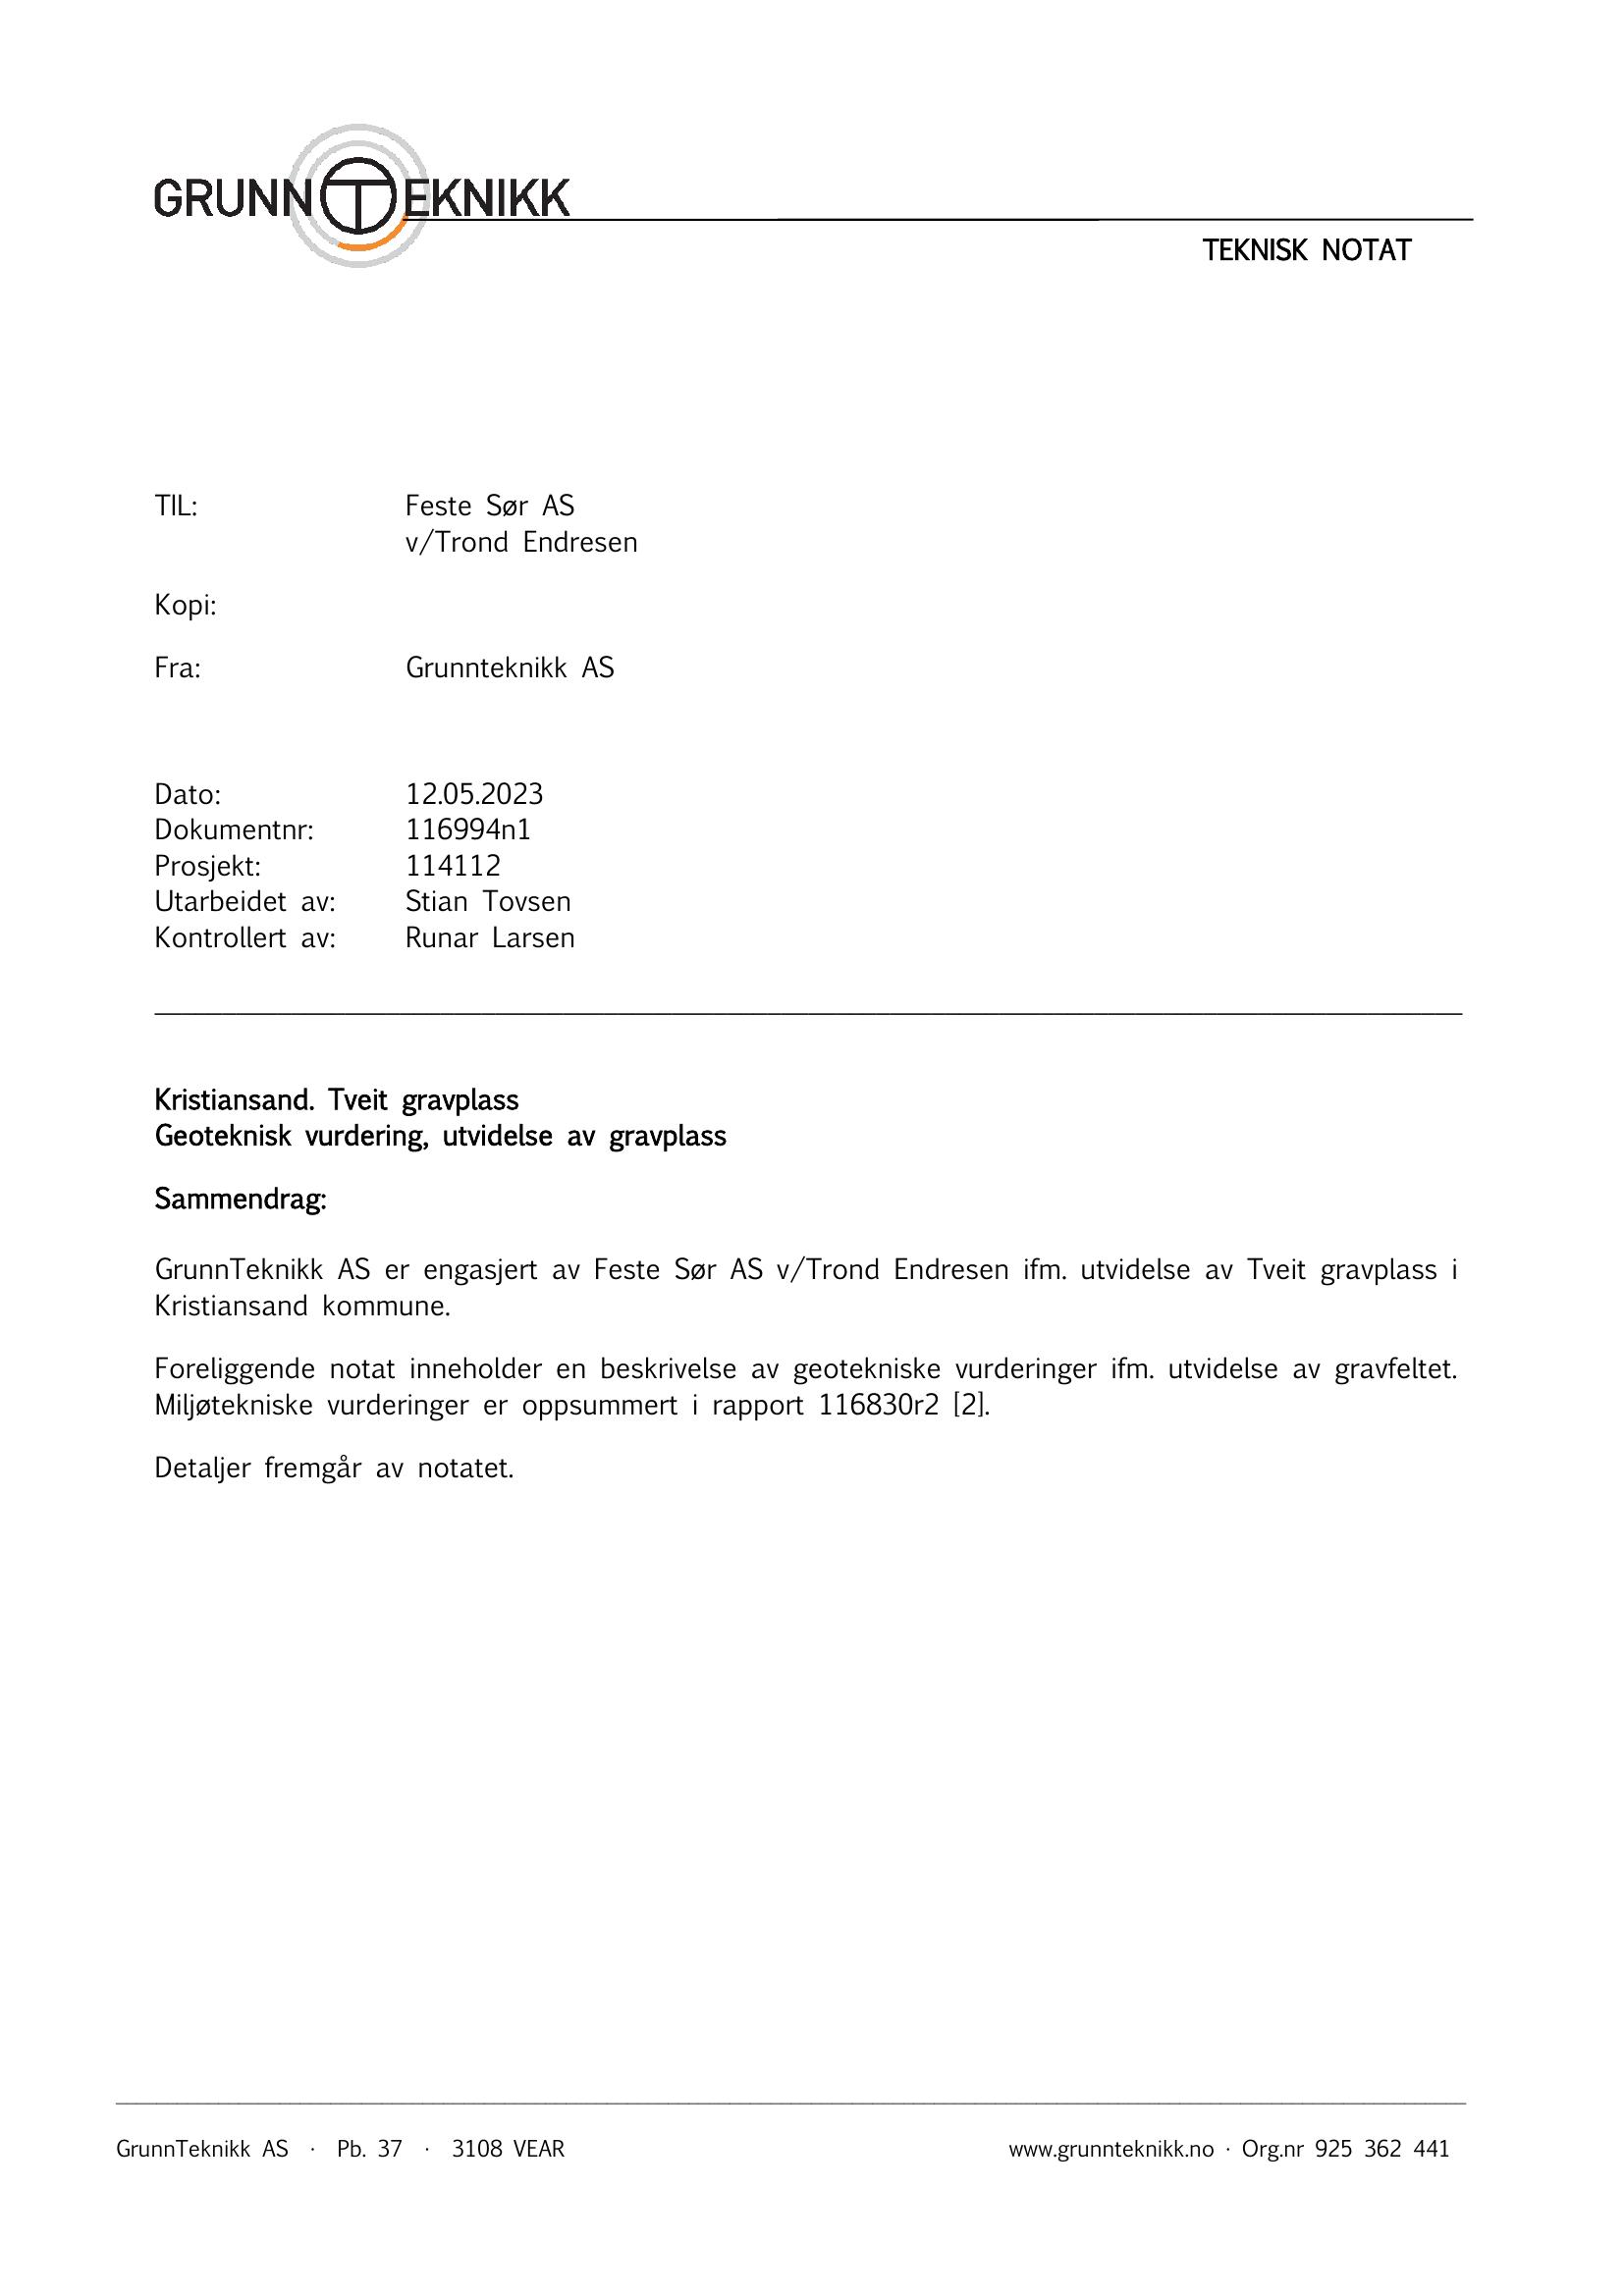 GRUNNTEKNIKK
TEKNISK NOTAT
TIL: Feste Sør AS
v/Trond Endresen
Kopi:
Fra: Grunnteknikk AS
Dato: 12.05.2023
Dokumentnr: 116994n1
Prosjekt: 114112
Utarbeidet av: Stian Tovsen
Kontrollert av: Runar Larsen
Kristiansand. Tveit gravplass
Geoteknisk vurdering, utvidelse av gravplass
Sammendrag:
GrunnTeknikk AS er engasjert av Feste Sør AS v/Trond Endresen ifm. utvidelse av Tveit gravplass i
Kristiansand kommune.
Foreliggende notat inneholder en beskrivelse av geotekniske vurderinger ifm. utvidelse av gravfeltet.
Miljøtekniske vurderinger er oppsummert i rapport 116830r2 [2].
Detaljer fremgår av notatet.
GrunnTeknikk AS · Pb. 37 · 3108 VEAR www.grunnteknikk.no · Org.nr 925 362 441